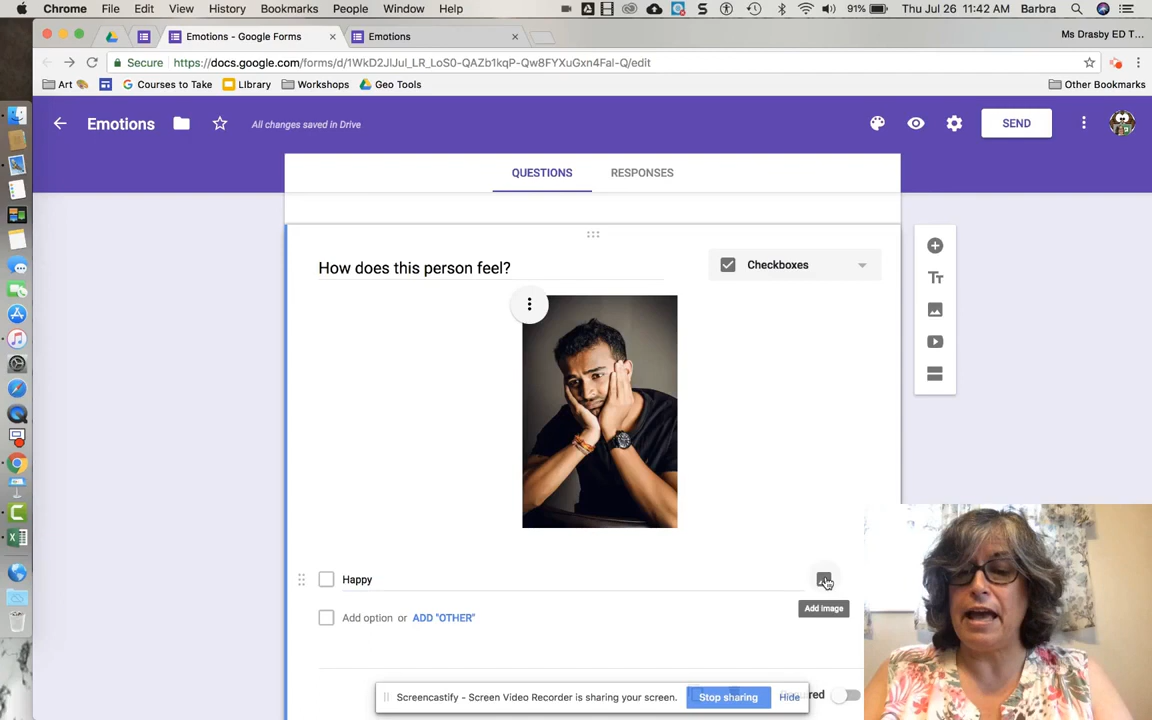 Chrome File Edit View History Bookmarks People Window Help 91% Thu Jul 26 11:42 AM Barbra
Emotions - Google Forms × Emotions × Ms Drasby ED T...
Secure https://docs.google.com/forms/d/1WkD2JlJul_LR_LoS0-QAZb1kqP-Qw8FYXuGxn4Fal-Q/edit
Art Courses to Take LIbrary Workshops Geo Tools Other Bookmarks
Emotions All changes saved in Drive SEND
QUESTIONS RESPONSES
How does this person feel? Checkboxes
Happy
Add image
Add option or ADD "OTHER"
Screencastify - Screen Video Recorder is sharing your screen. Stop sharing Hide